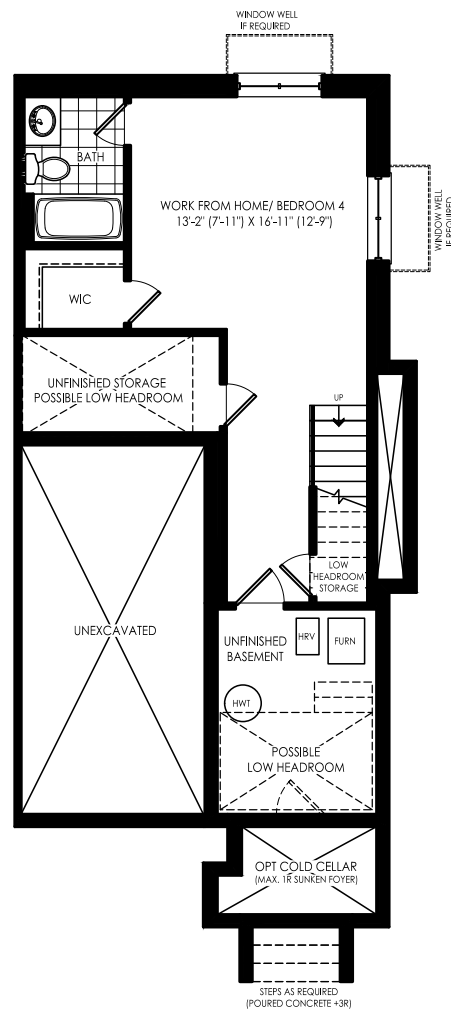 WINDOW WELL
IF REQUIRED
BATH
WORK FROM HOME/ BEDROOM 4
13'-2" (7'-11") X 16'-11" (12'-9")
WINDOW WELL
IF REQUIRED
WIC
UNFINISHED STORAGE
POSSIBLE LOW HEADROOM
UP
LOW
HEADROOM
STORAGE
UNEXCAVATED
UNFINISHED
BASEMENT
HRV
FURN
HWT
POSSIBLE
LOW HEADROOM
OPT COLD CELLAR
(MAX. 1R SUNKEN FOYER)
STEPS AS REQUIRED
(POURED CONCRETE +3R)